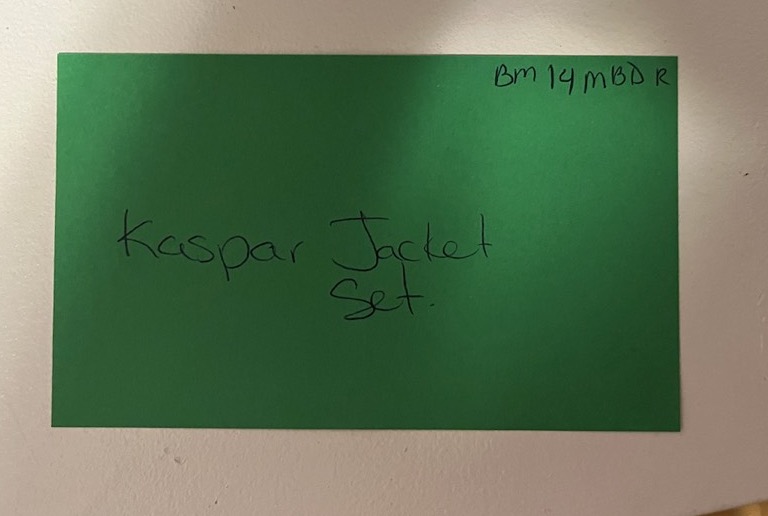 BM 14 MBD R
Kaspar Jacket
Set.